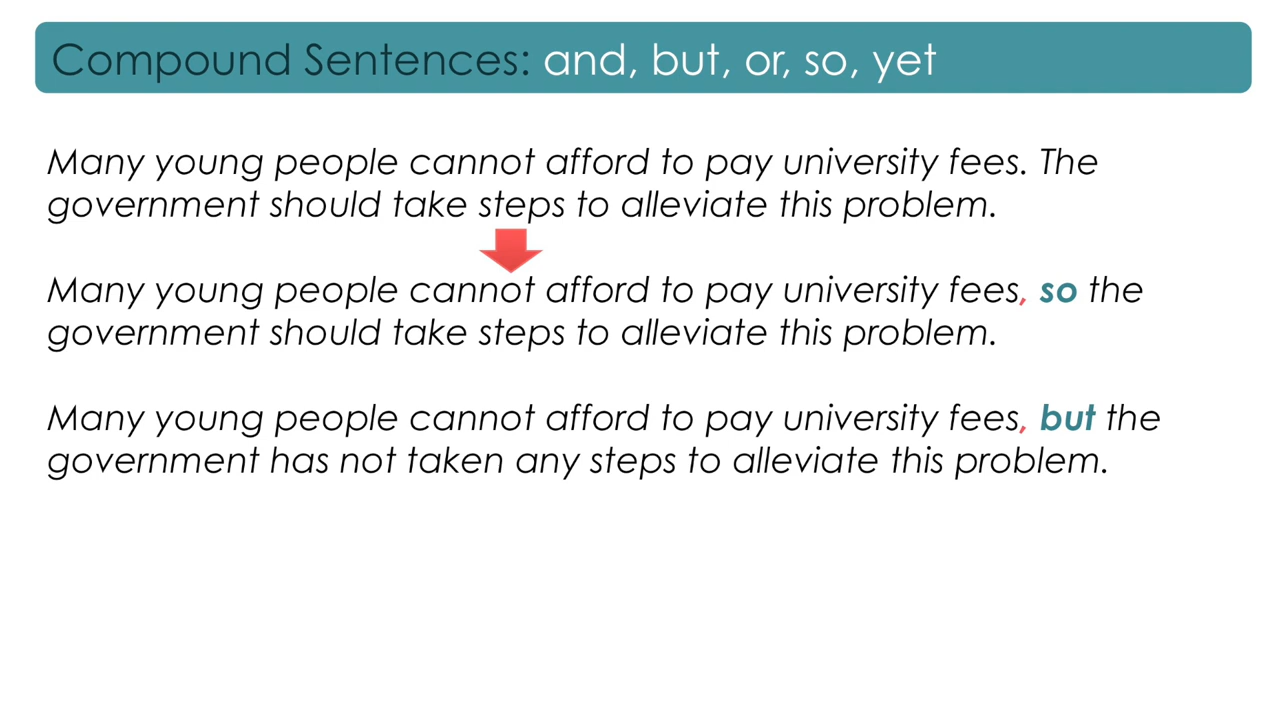 Compound Sentences: and, but, or, so, yet
Many young people cannot afford to pay university fees. The
government should take steps to alleviate this problem.
Many young people cannot afford to pay university fees, so the
government should take steps to alleviate this problem.
Many young people cannot afford to pay university fees, but the
government has not taken any steps to alleviate this problem.